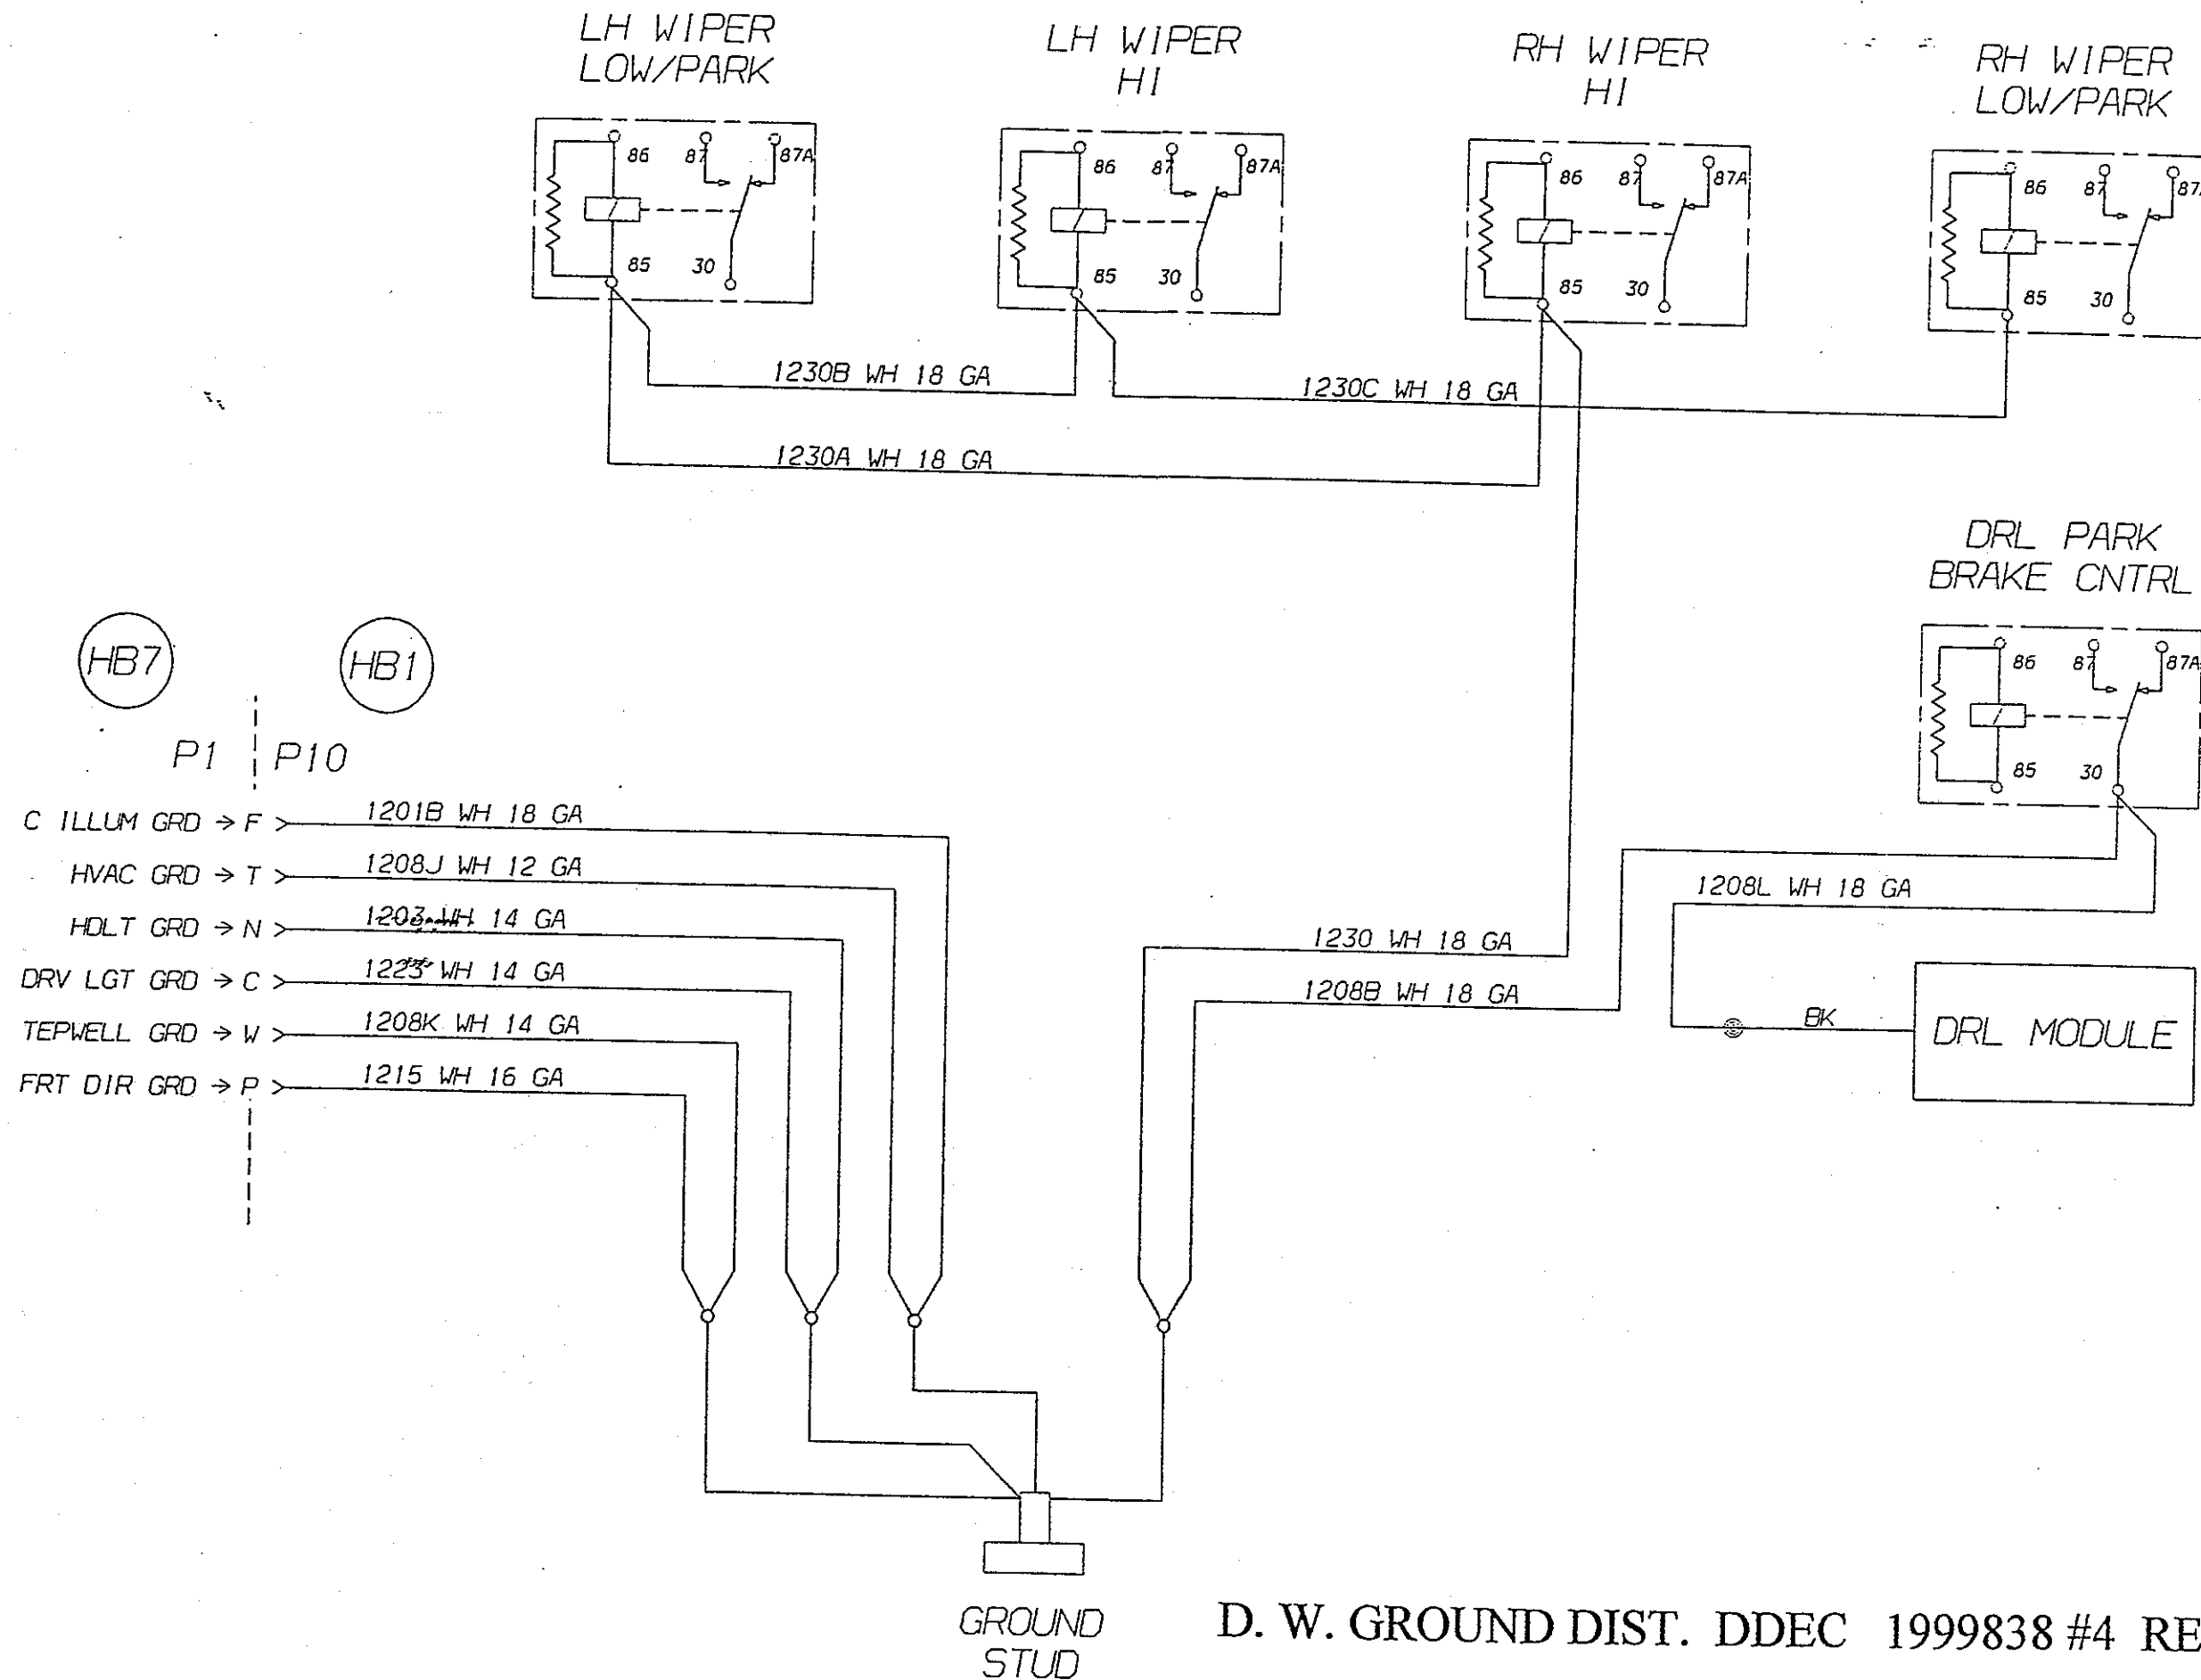 LH WIPER
LOW/PARK
LH WIPER
HI
RH WIPER
HI
RH WIPER
LOW/PARK
86 87 87A
85 30
86 87 87A
85 30
86 87 87A
85 30
86 87 87A
85 30
1230B WH 18 GA
1230C WH 18 GA
1230A WH 18 GA
DRL PARK
BRAKE CNTRL
86 87 87A
85 30
HB7
HB1
P1 P10
C ILLUM GRD → F > 1201B WH 18 GA
HVAC GRD → T > 1208J WH 12 GA
HDLT GRD → N > 1203 WH 14 GA
DRV LGT GRD → C > 1223 WH 14 GA
TEPWELL GRD → W > 1208K WH 14 GA
FRT DIR GRD → P > 1215 WH 16 GA
1208L WH 18 GA
1230 WH 18 GA
1208B WH 18 GA
BK
DRL MODULE
GROUND
STUD
D. W. GROUND DIST. DDEC 1999838 #4 RE